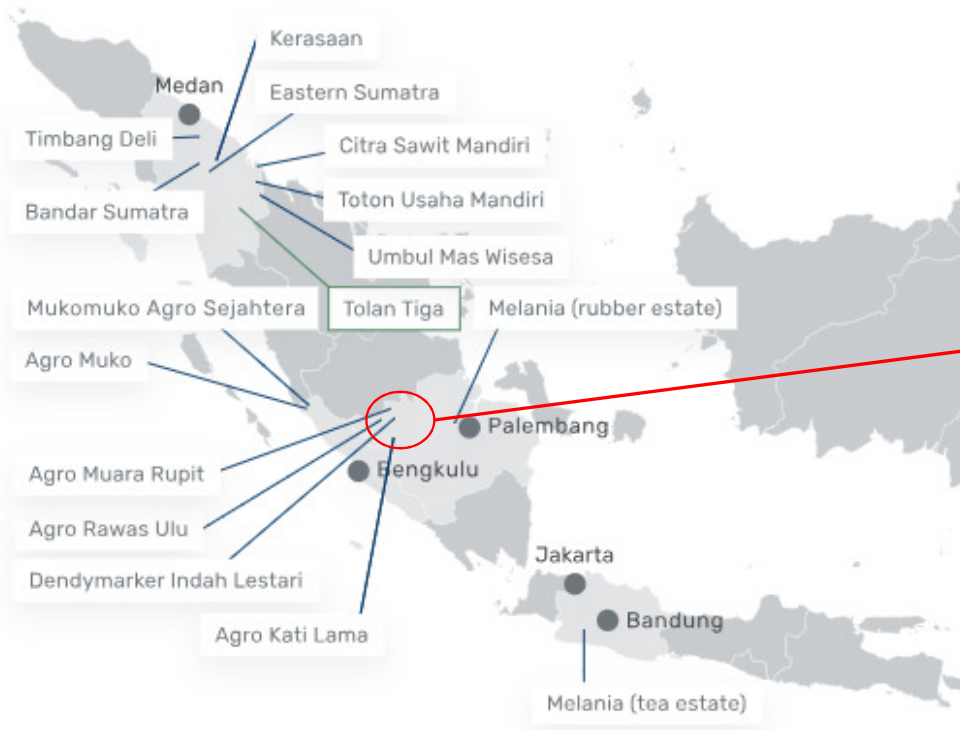 Kerasaan
Medan
Eastern Sumatra
Timbang Deli
Citra Sawit Mandiri
Toton Usaha Mandiri
Bandar Sumatra
Umbul Mas Wisesa
Mukomuko Agro Sejahtera
Tolan Tiga
Melania (rubber estate)
Agro Muko
Palembang
Agro Muara Rupit
Bengkulu
Agro Rawas Ulu
Jakarta
Dendymarker Indah Lestari
Bandung
Agro Kati Lama
Melania (tea estate)